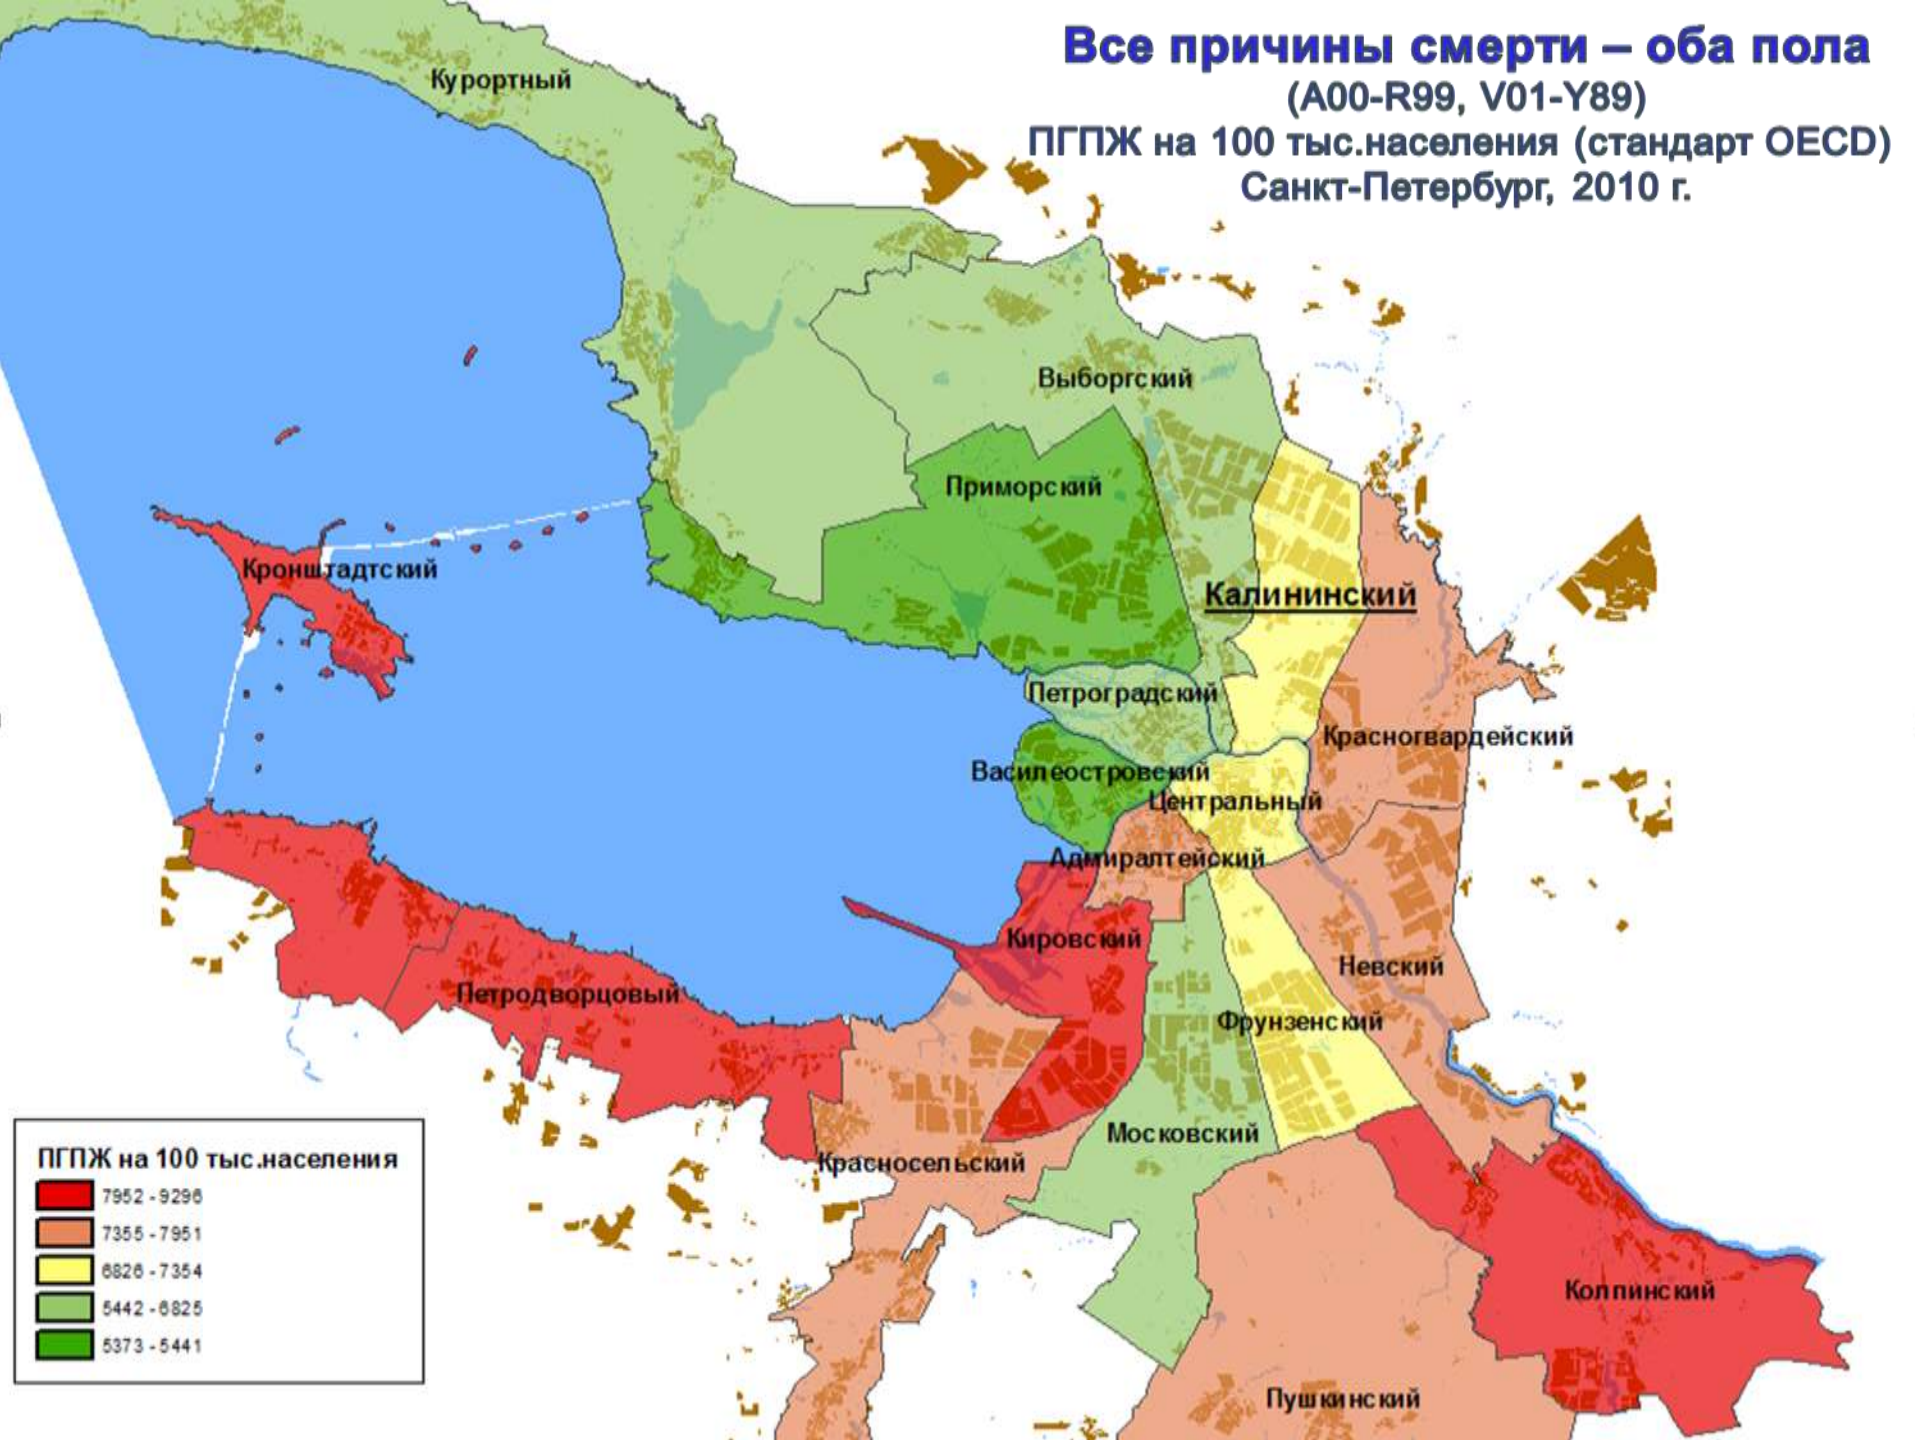 Все причины смерти – оба пола
(A00-R99, V01-Y89)
ПГПЖ на 100 тыс.населения (стандарт OECD)
Санкт-Петербург, 2010 г.
Курортный
Выборгский
Приморский
Кронштадтский
Калининский
Петроградский
Красногвардейский
Василеостровский
Центральный
Адмиралтейский
Кировский
Невский
Петродворцовый
Фрунзенский
Московский
Красносельский
Колпинский
Пушкинский
ПГПЖ на 100 тыс.населения
7952 - 9296
7355 - 7951
6826 - 7354
5442 - 6825
5373 - 5441